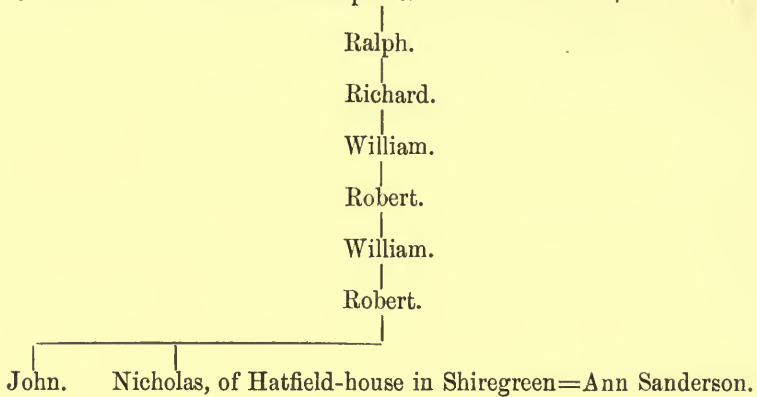 Ralph.
Richard.
William.
Robert.
William.
Robert.
John. Nicholas, of Hatfield-house in Shiregreen=Ann Sanderson.